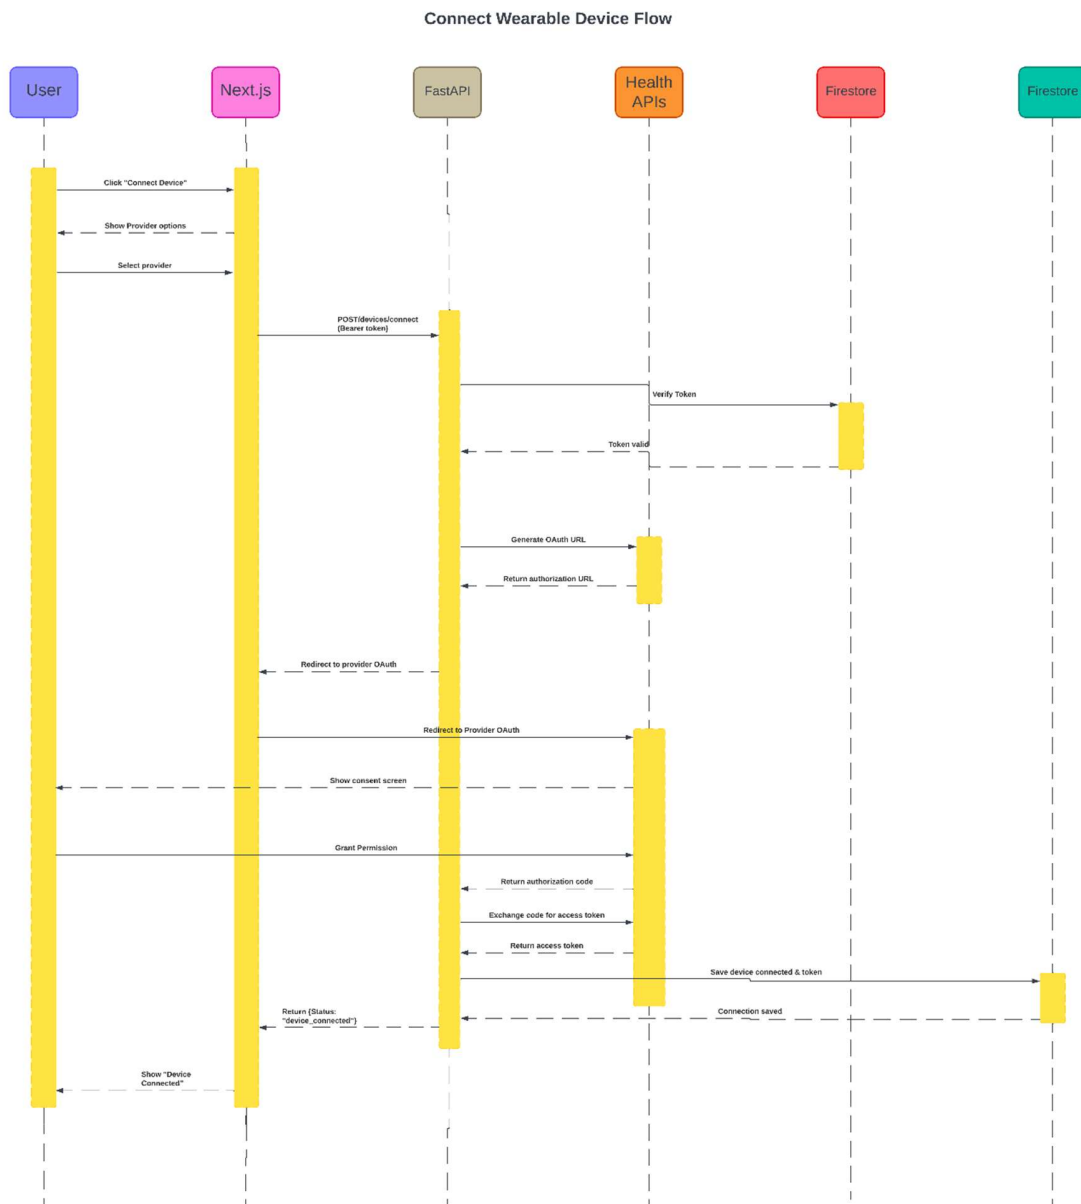 Connect Wearable Device Flow
User
Next.js
FastAPI
Health
APIs
Firestore
Firestore
Click "Connect Device"
Show Provider options
Select provider
POST/devices/connect
(Bearer token)
Verify Token
Token valid
Generate OAuth URL
Return authorization URL
Redirect to provider OAuth
Redirect to Provider OAuth
Show consent screen
Grant Permission
Return authorization code
Exchange code for access token
Return access token
Save device connected & token
Return {Status:
"device_connected"}
Connection saved
Show "Device
Connected"